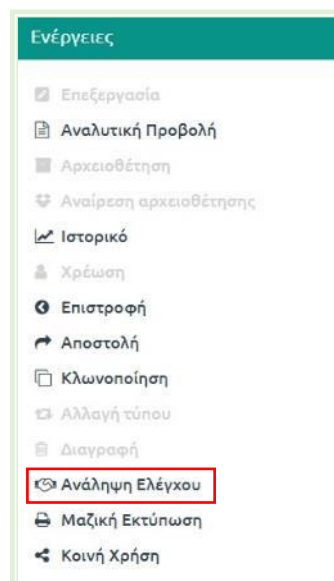 Ενέργειες
Επεξεργασία
Αναλυτική Προβολή
Αρχειοθέτηση
Αναίρεση αρχειοθέτησης
Ιστορικό
Χρέωση
Επιστροφή
Αποστολή
Κλωνοποίηση
Αλλαγή τύπου
Διαγραφή
Ανάληψη Ελέγχου
Μαζική Εκτύπωση
Κοινή Χρήση